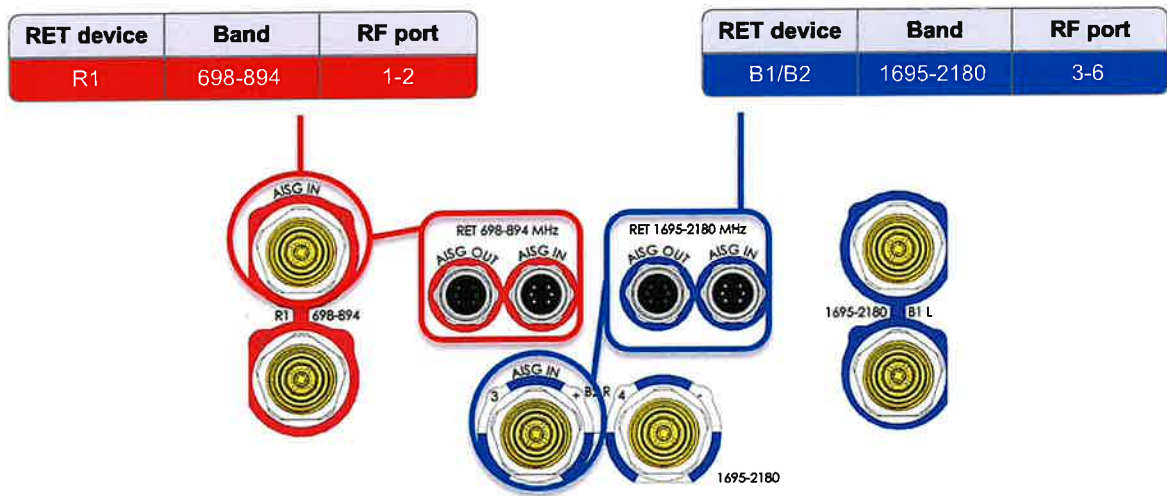 RET device Band RF port
R1 698-894 1-2
RET device Band RF port
B1/B2 1695-2180 3-6
AISG IN
RET 698-894 MHz
AISG OUT AISG IN
RET 1695-2180 MHz
AISG OUT AISG IN
R1 698-894
1695-2180 B1 L
AISG IN
3 + B2 R 4 -
1695-2180